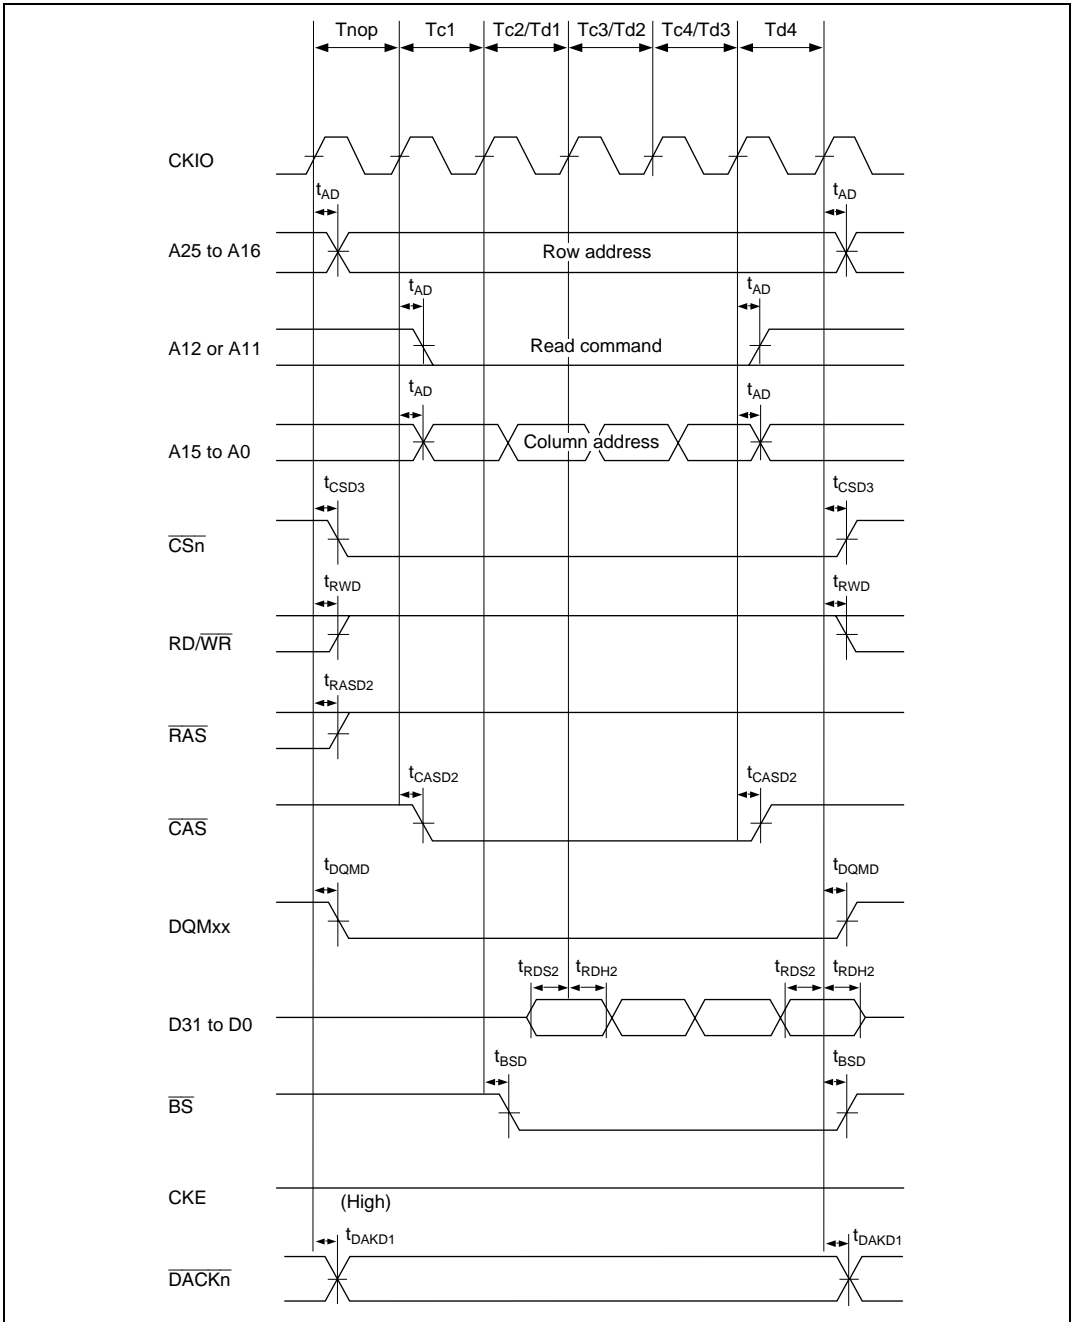 Tnop Tc1 Tc2/Td1 Tc3/Td2 Tc4/Td3 Td4
CKIO
tAD tAD
A25 to A16 Row address
tAD tAD
A12 or A11 Read command
tAD tAD
A15 to A0 Column address
tCSD3 tCSD3
CSn
tRWD tRWD
RD/WR
tRASD2
RAS
tCASD2 tCASD2
CAS
tDQMD tDQMD
DQMxx
tRDS2 tRDH2 tRDS2 tRDH2
D31 to D0
tBSD tBSD
BS
CKE (High)
tDAKD1 tDAKD1
DACKn